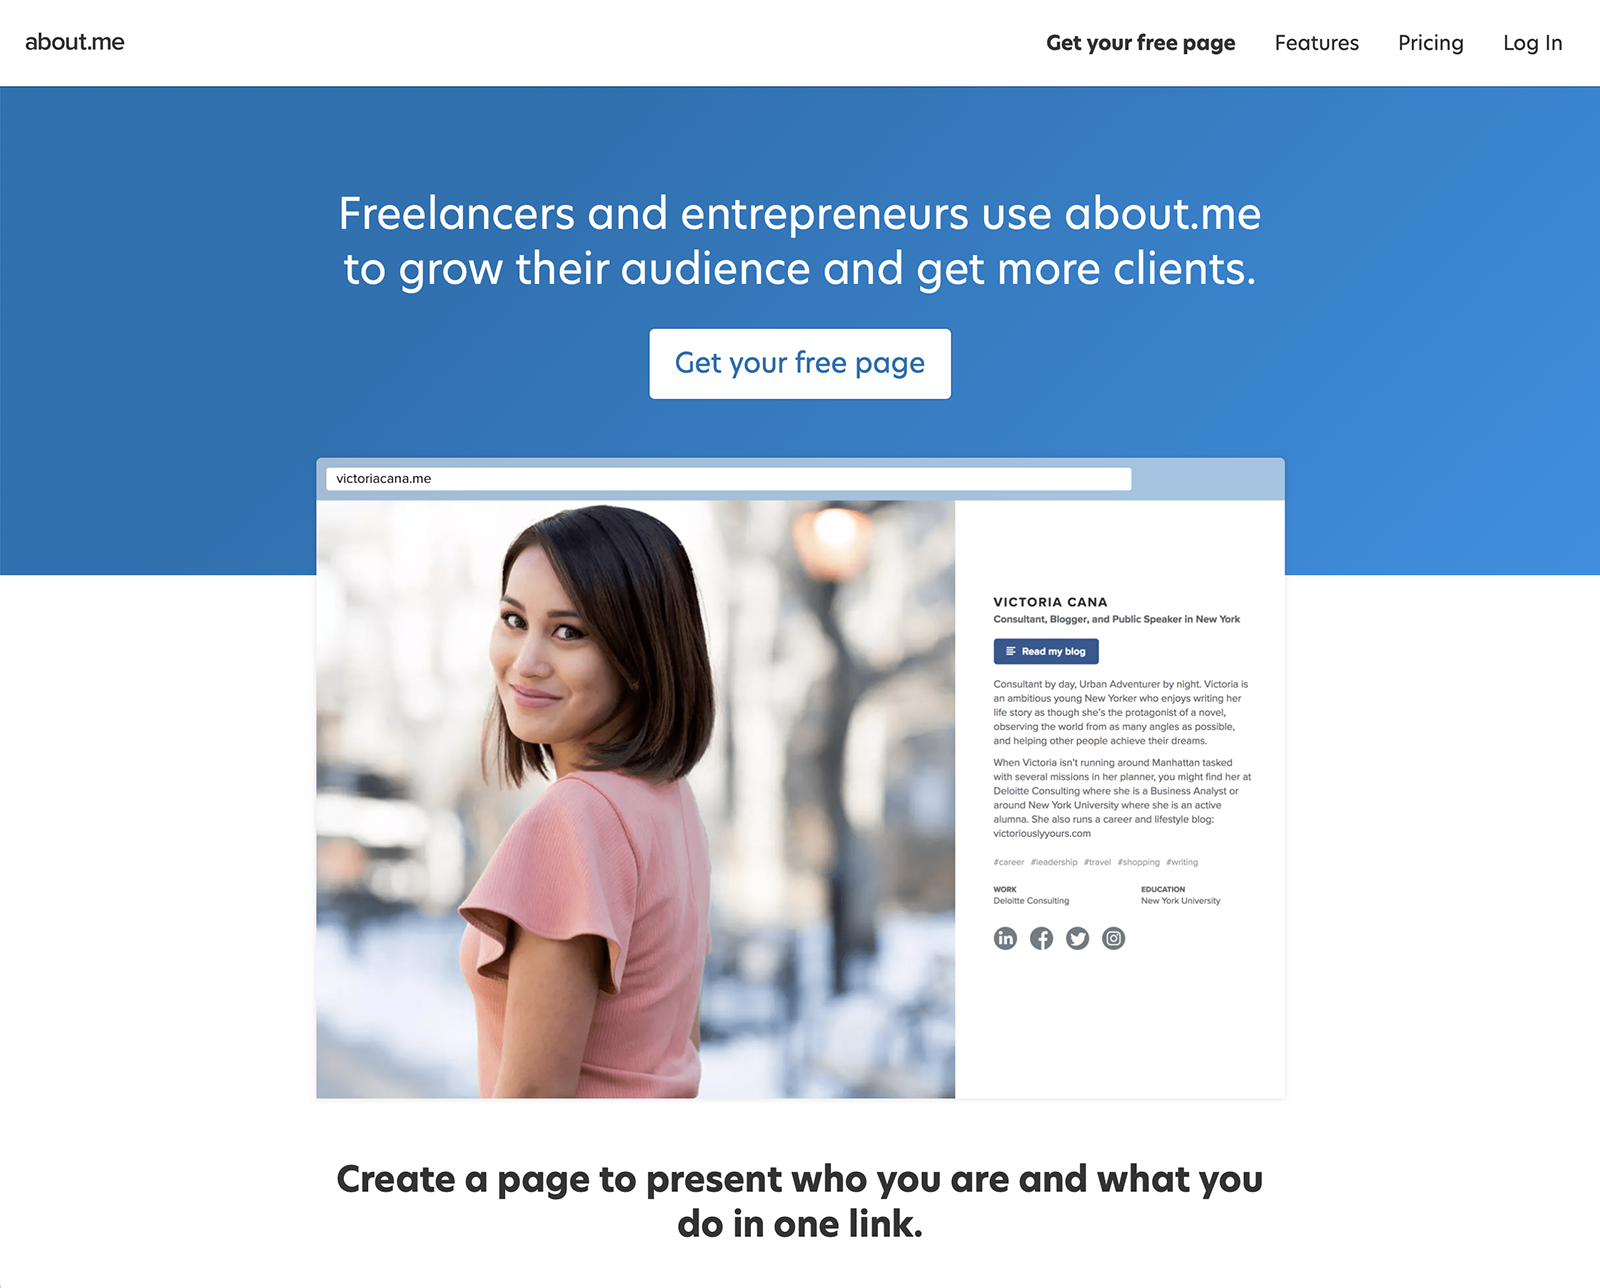 about.me
Get your free page
Features
Pricing
Log In
Freelancers and entrepreneurs use about.me
to grow their audience and get more clients.
Get your free page
victoriacana.me
VICTORIA CANA
Consultant, Blogger, and Public Speaker in New York
Read my blog
Consultant by day, Urban Adventurer by night. Victoria is
an ambitious young New Yorker who enjoys writing her
life story as though she's the protagonist of a novel,
observing the world from as many angles as possible,
and helping other people achieve their dreams.
When Victoria isn't running around Manhattan tasked
with several missions in her planner, you might find her at
Deloitte Consulting where she is a Business Analyst or
around New York University where she is an active
alumna. She also runs a career and lifestyle blog:
victoriouslyyours.com
#career #leadership #travel #shopping #writing
WORK
Deloitte Consulting
EDUCATION
New York University
Create a page to present who you are and what you
do in one link.